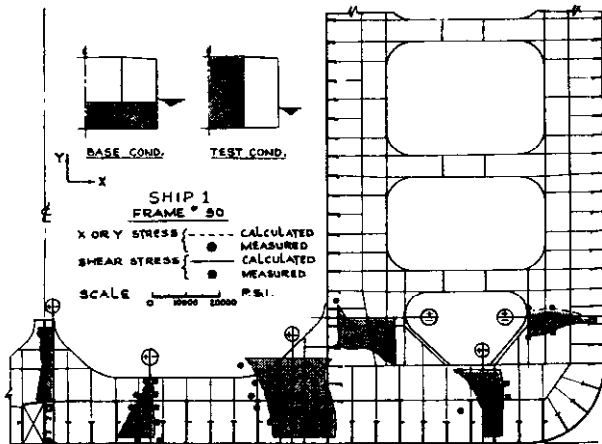 BASE COND.
TEST COND.
Y
X
SHIP 1
FRAME # 90
X OR Y STRESS { CALCULATED
MEASURED
SHEAR STRESS { CALCULATED
MEASURED
SCALE 0 10000 20000 P.S.I.